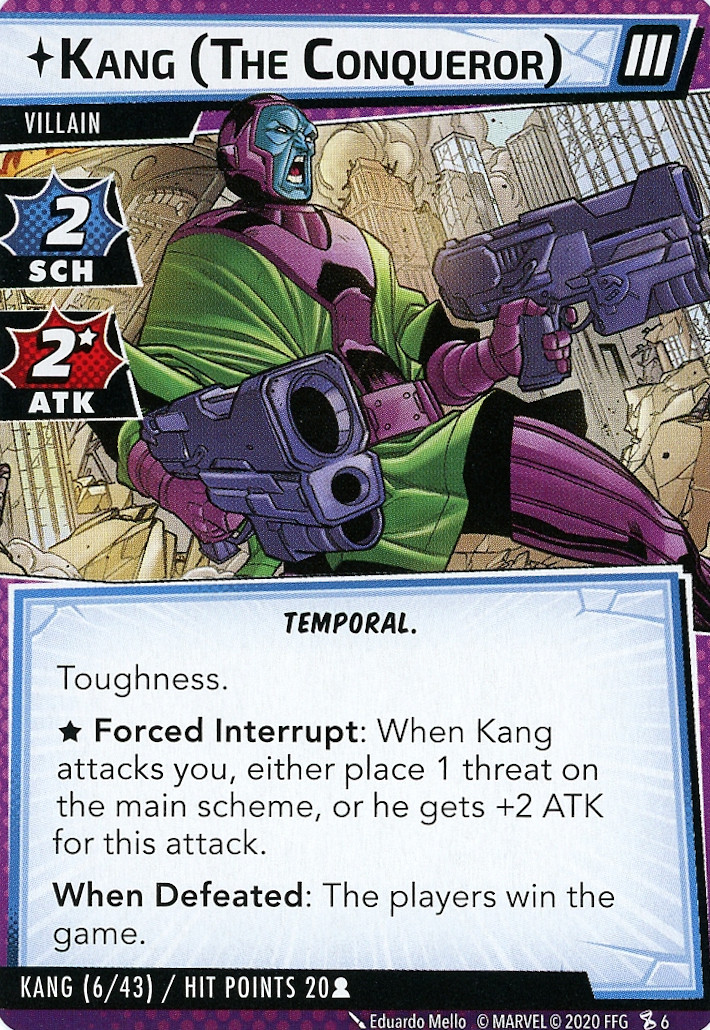 Kang (The Conqueror)
III
VILLAIN
2
SCH
2★
ATK
TEMPORAL.
Toughness.
★ Forced Interrupt: When Kang
attacks you, either place 1 threat on
the main scheme, or he gets +2 ATK
for this attack.
When Defeated: The players win the
game.
KANG (6/43) / HIT POINTS 20
Eduardo Mello © MARVEL © 2020 FFG 6